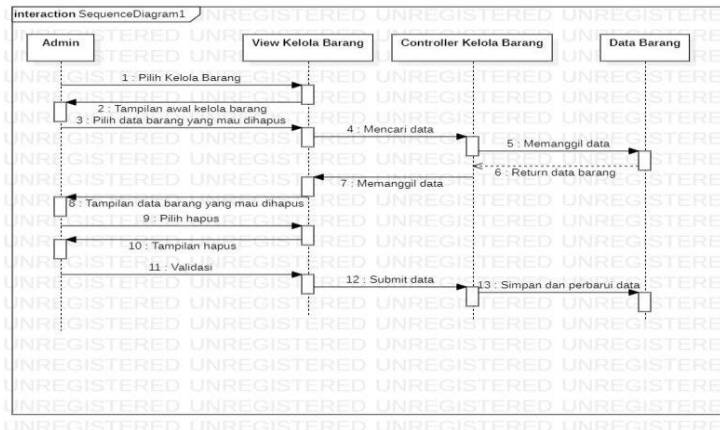 interaction SequenceDiagram1
Admin
View Kelola Barang
Controller Kelola Barang
Data Barang
1 : Pilih Kelola Barang
2 : Tampilan awal kelola barang
3 : Pilih data barang yang mau dihapus
4 : Mencari data
5 : Memanggil data
6 : Return data barang
7 : Memanggil data
8 : Tampilan data barang yang mau dihapus
9 : Pilih hapus
10 : Tampilan hapus
11 : Validasi
12 : Submit data
13 : Simpan dan perbarui data
UNREGISTERED